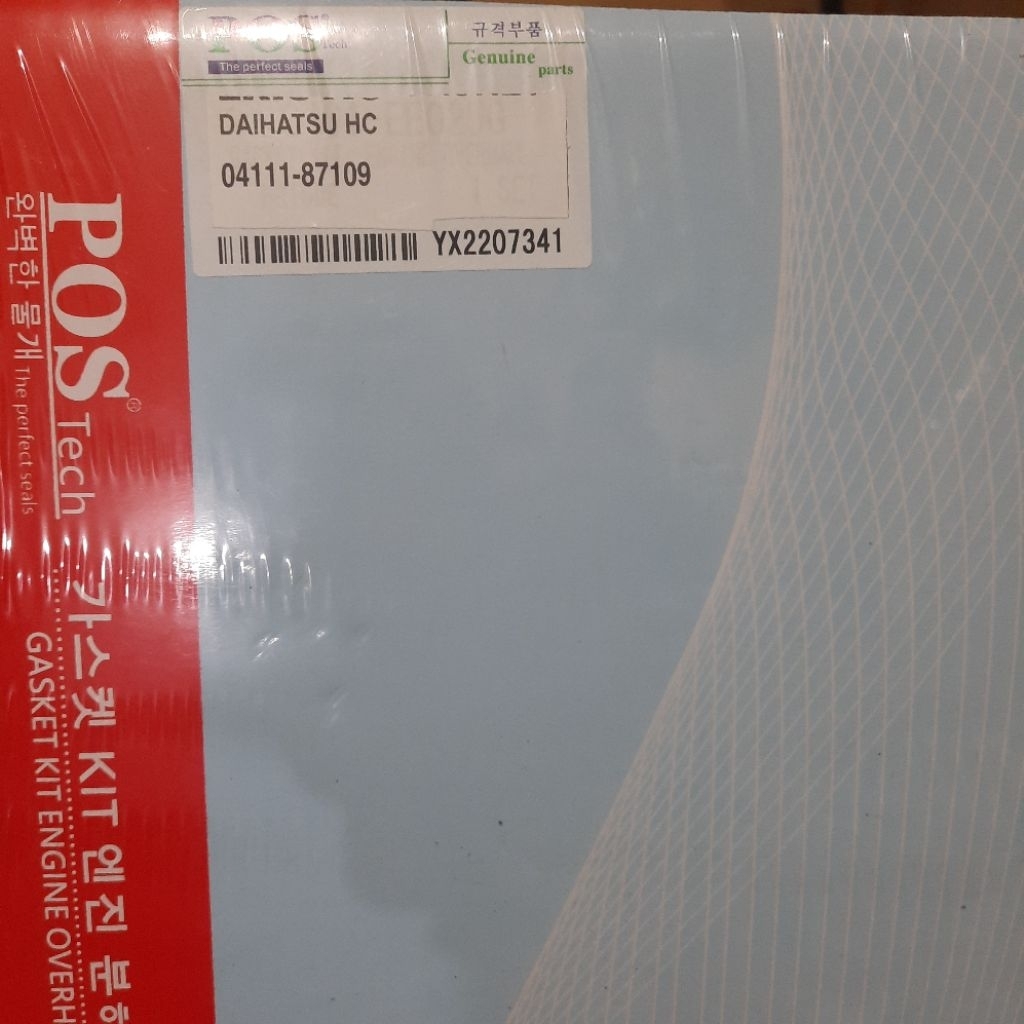 POS Tech
The perfect seals
규격부품
Genuine
parts
DAIHATSU HC
04111-87109
YX2207341
POS® Tech
완벽한 물개 The perfect seals
가스켓 KIT 엔진 분해
GASKET KIT ENGINE OVERH